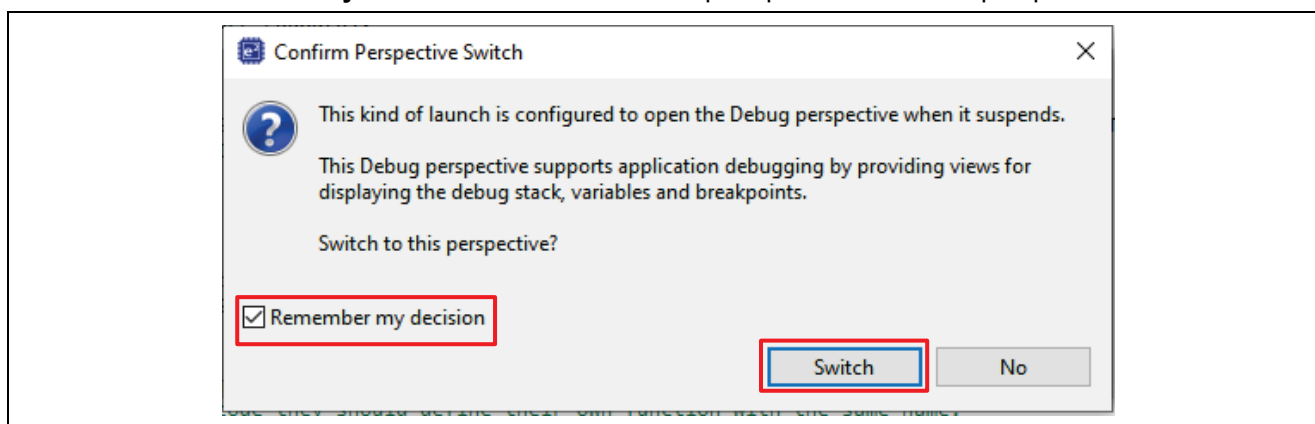 Confirm Perspective Switch
This kind of launch is configured to open the Debug perspective when it suspends.
This Debug perspective supports application debugging by providing views for
displaying the debug stack, variables and breakpoints.
Switch to this perspective?
Remember my decision
Switch No